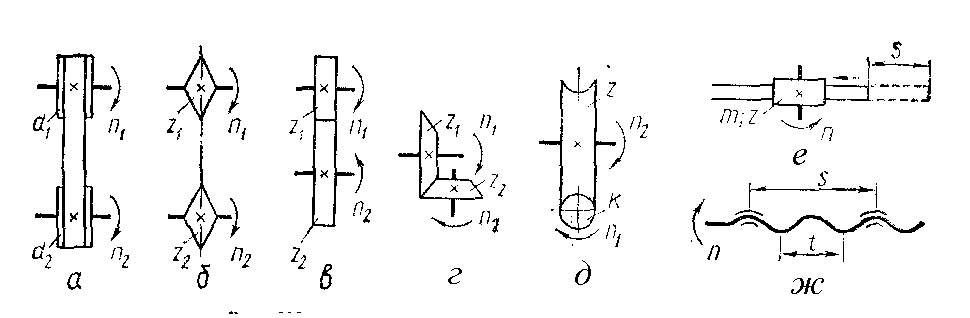 d₁ n₁
d₂ n₂
а
z₁ n₁
z₂ n₂
б
z₁ n₁
n₂
z₂
в
z₁ n₁
z₂
n₂
г
z
n₂
к
n₁
д
s
m; z
n
е
s
n t
ж